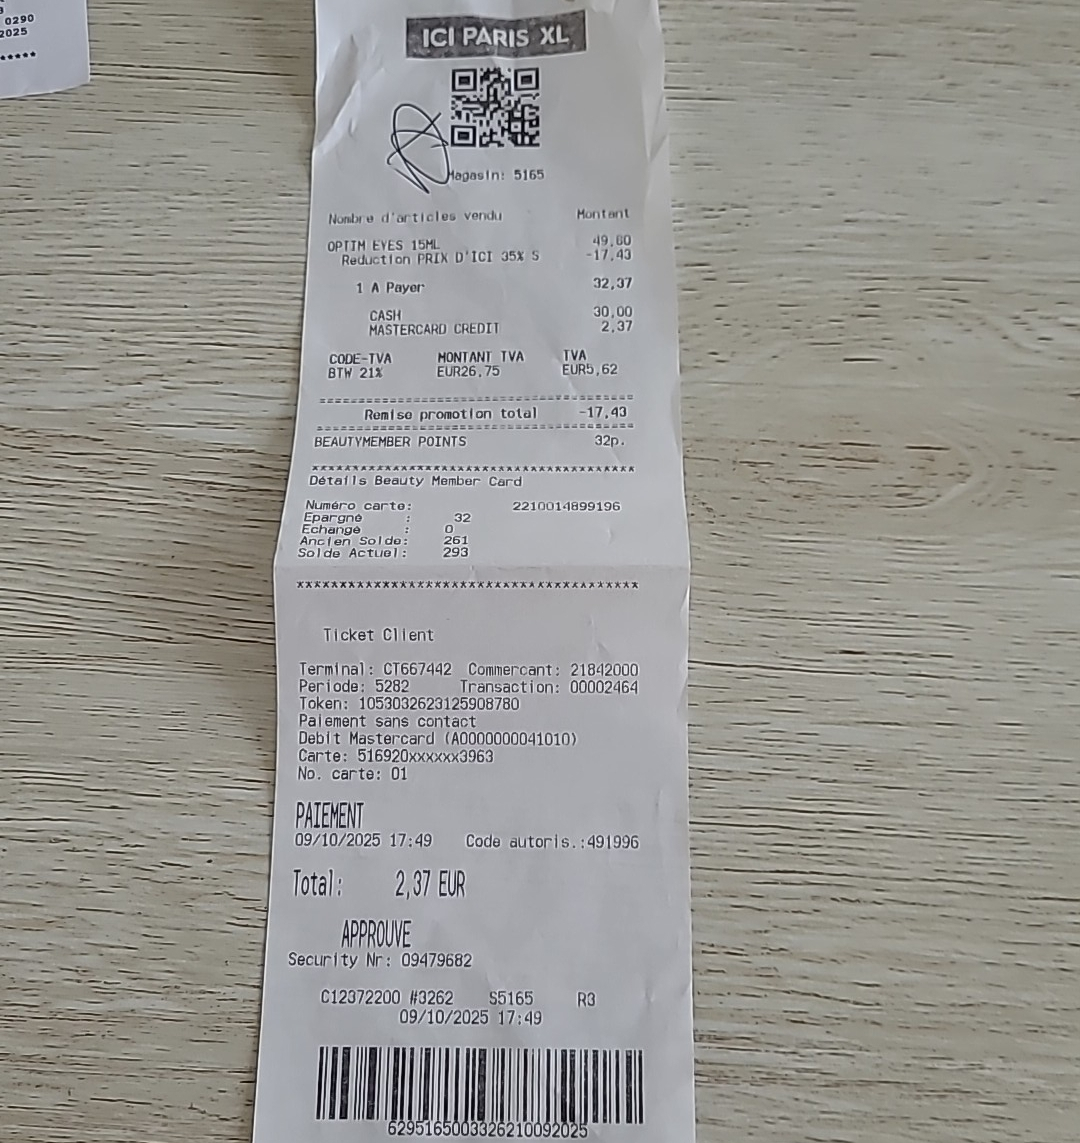 0290
2025
*****
ICI PARIS XL
Magasin: 5165
Nombre d'articles vendu Montant
OPTIM EYES 15ML 49,80
Reduction PRIX D'ICI 35% S -17,43
1 A Payer 32,37
CASH 30,00
MASTERCARD CREDIT 2,37
CODE-TVA MONTANT TVA TVA
BTW 21% EUR26,75 EUR5,62
========================================
Remise promotion total -17,43
========================================
BEAUTYMEMBER POINTS 32p.
****************************************
Détails Beauty Member Card
Numéro carte: 2210014899196
Epargné : 32
Echangé : 0
Ancien Solde: 261
Solde Actuel: 293
****************************************
Ticket Client
Terminal: CT667442 Commercant: 21842000
Periode: 5282 Transaction: 00002464
Token: 1053032623125908780
Paiement sans contact
Debit Mastercard (A0000000041010)
Carte: 516920xxxxxx3963
No. carte: 01
PAIEMENT
09/10/2025 17:49 Code autoris.:491996
Total: 2,37 EUR
APPROUVE
Security Nr: 09479682
C12372200 #3262 S5165 R3
09/10/2025 17:49
6295165003326210092025